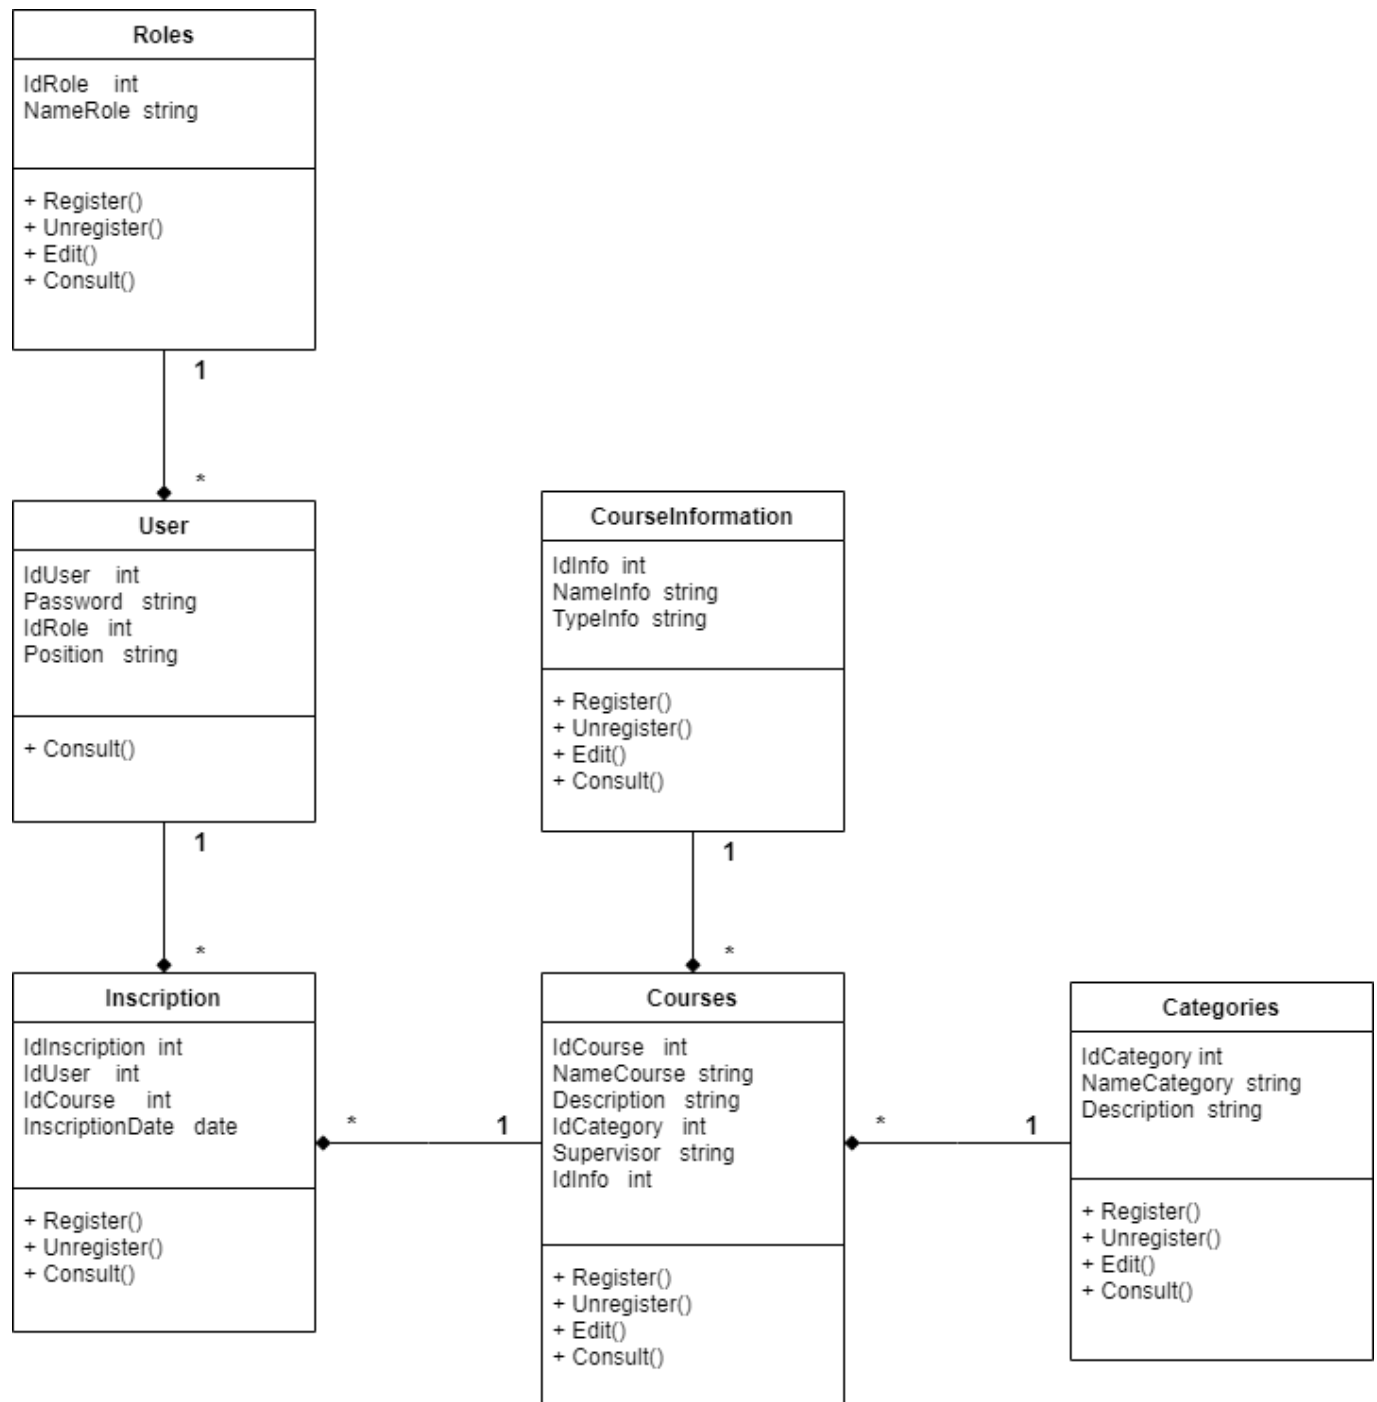 Roles
IdRole int
NameRole string
+ Register()
+ Unregister()
+ Edit()
+ Consult()
1
*
User
IdUser int
Password string
IdRole int
Position string
+ Consult()
1
*
CourseInformation
IdInfo int
NameInfo string
TypeInfo string
+ Register()
+ Unregister()
+ Edit()
+ Consult()
1
*
Inscription
IdInscription int
IdUser int
IdCourse int
InscriptionDate date
+ Register()
+ Unregister()
+ Consult()
*
1
Courses
IdCourse int
NameCourse string
Description string
IdCategory int
Supervisor string
IdInfo int
+ Register()
+ Unregister()
+ Edit()
+ Consult()
*
1
Categories
IdCategory int
NameCategory string
Description string
+ Register()
+ Unregister()
+ Edit()
+ Consult()